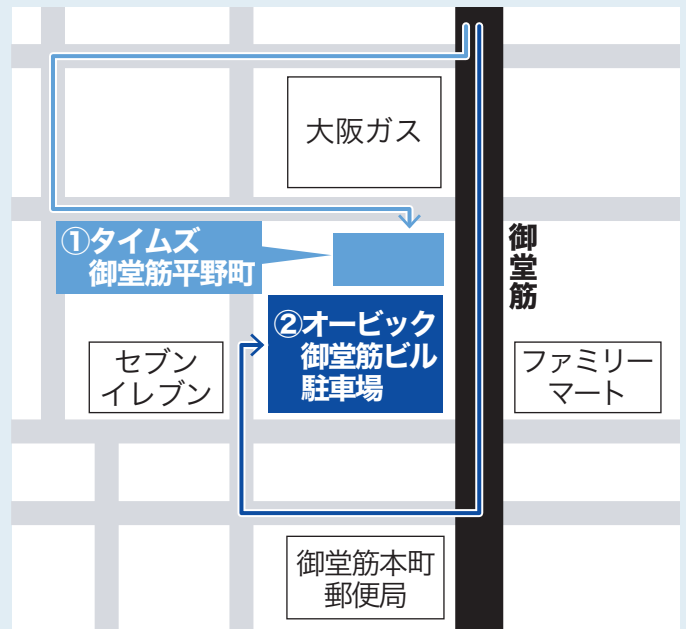 大阪ガス
①タイムズ
御堂筋平野町
御堂筋
②オービック
御堂筋ビル
駐車場
セブン
イレブン
ファミリー
マート
御堂筋本町
郵便局